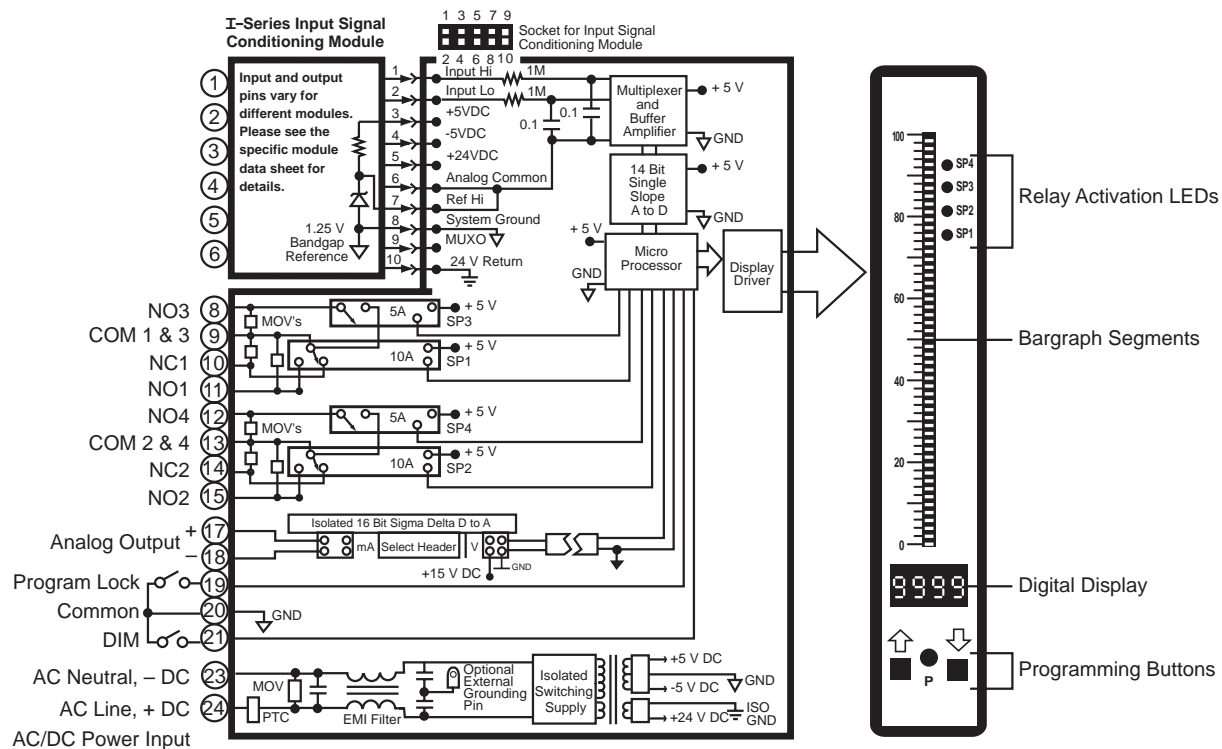 I-Series Input Signal
Conditioning Module
1 3 5 7 9
Socket for Input Signal
Conditioning Module
2 4 6 8 10
1
2
3
4
5
6
Input and output
pins vary for
different modules.
Please see the
specific module
data sheet for
details.
1.25 V
Bandgap
Reference
1
2
3
4
5
6
7
8
9
10
Input Hi
1M
Input Lo
1M
+5VDC
-5VDC
+24VDC
Analog Common
Ref Hi
System Ground
MUXO
24 V Return
0.1
0.1
Multiplexer
and
Buffer
Amplifier
+ 5 V
GND
14 Bit
Single
Slope
A to D
+ 5 V
GND
+ 5 V
GND
Micro
Processor
Display
Driver
NO3 8
COM 1 & 3 9
NC1 10
NO1 11
MOV's
5A
+ 5 V
SP3
10A
+ 5 V
SP1
NO4 12
COM 2 & 4 13
NC2 14
NO2 15
MOV's
5A
+ 5 V
SP4
10A
+ 5 V
SP2
Analog Output
+ 17
– 18
Isolated 16 Bit Sigma Delta D to A
mA
Select Header
V
+15 V DC
GND
Program Lock 19
Common 20
GND
DIM 21
AC Neutral, – DC 23
AC Line, + DC 24
AC/DC Power Input
MOV
PTC
EMI Filter
Optional
External
Grounding
Pin
Isolated
Switching
Supply
+5 V DC
GND
-5 V DC
ISO
GND
+24 V DC
100
80
60
40
20
0
SP4
SP3
SP2
SP1
9999
P
Relay Activation LEDs
Bargraph Segments
Digital Display
Programming Buttons